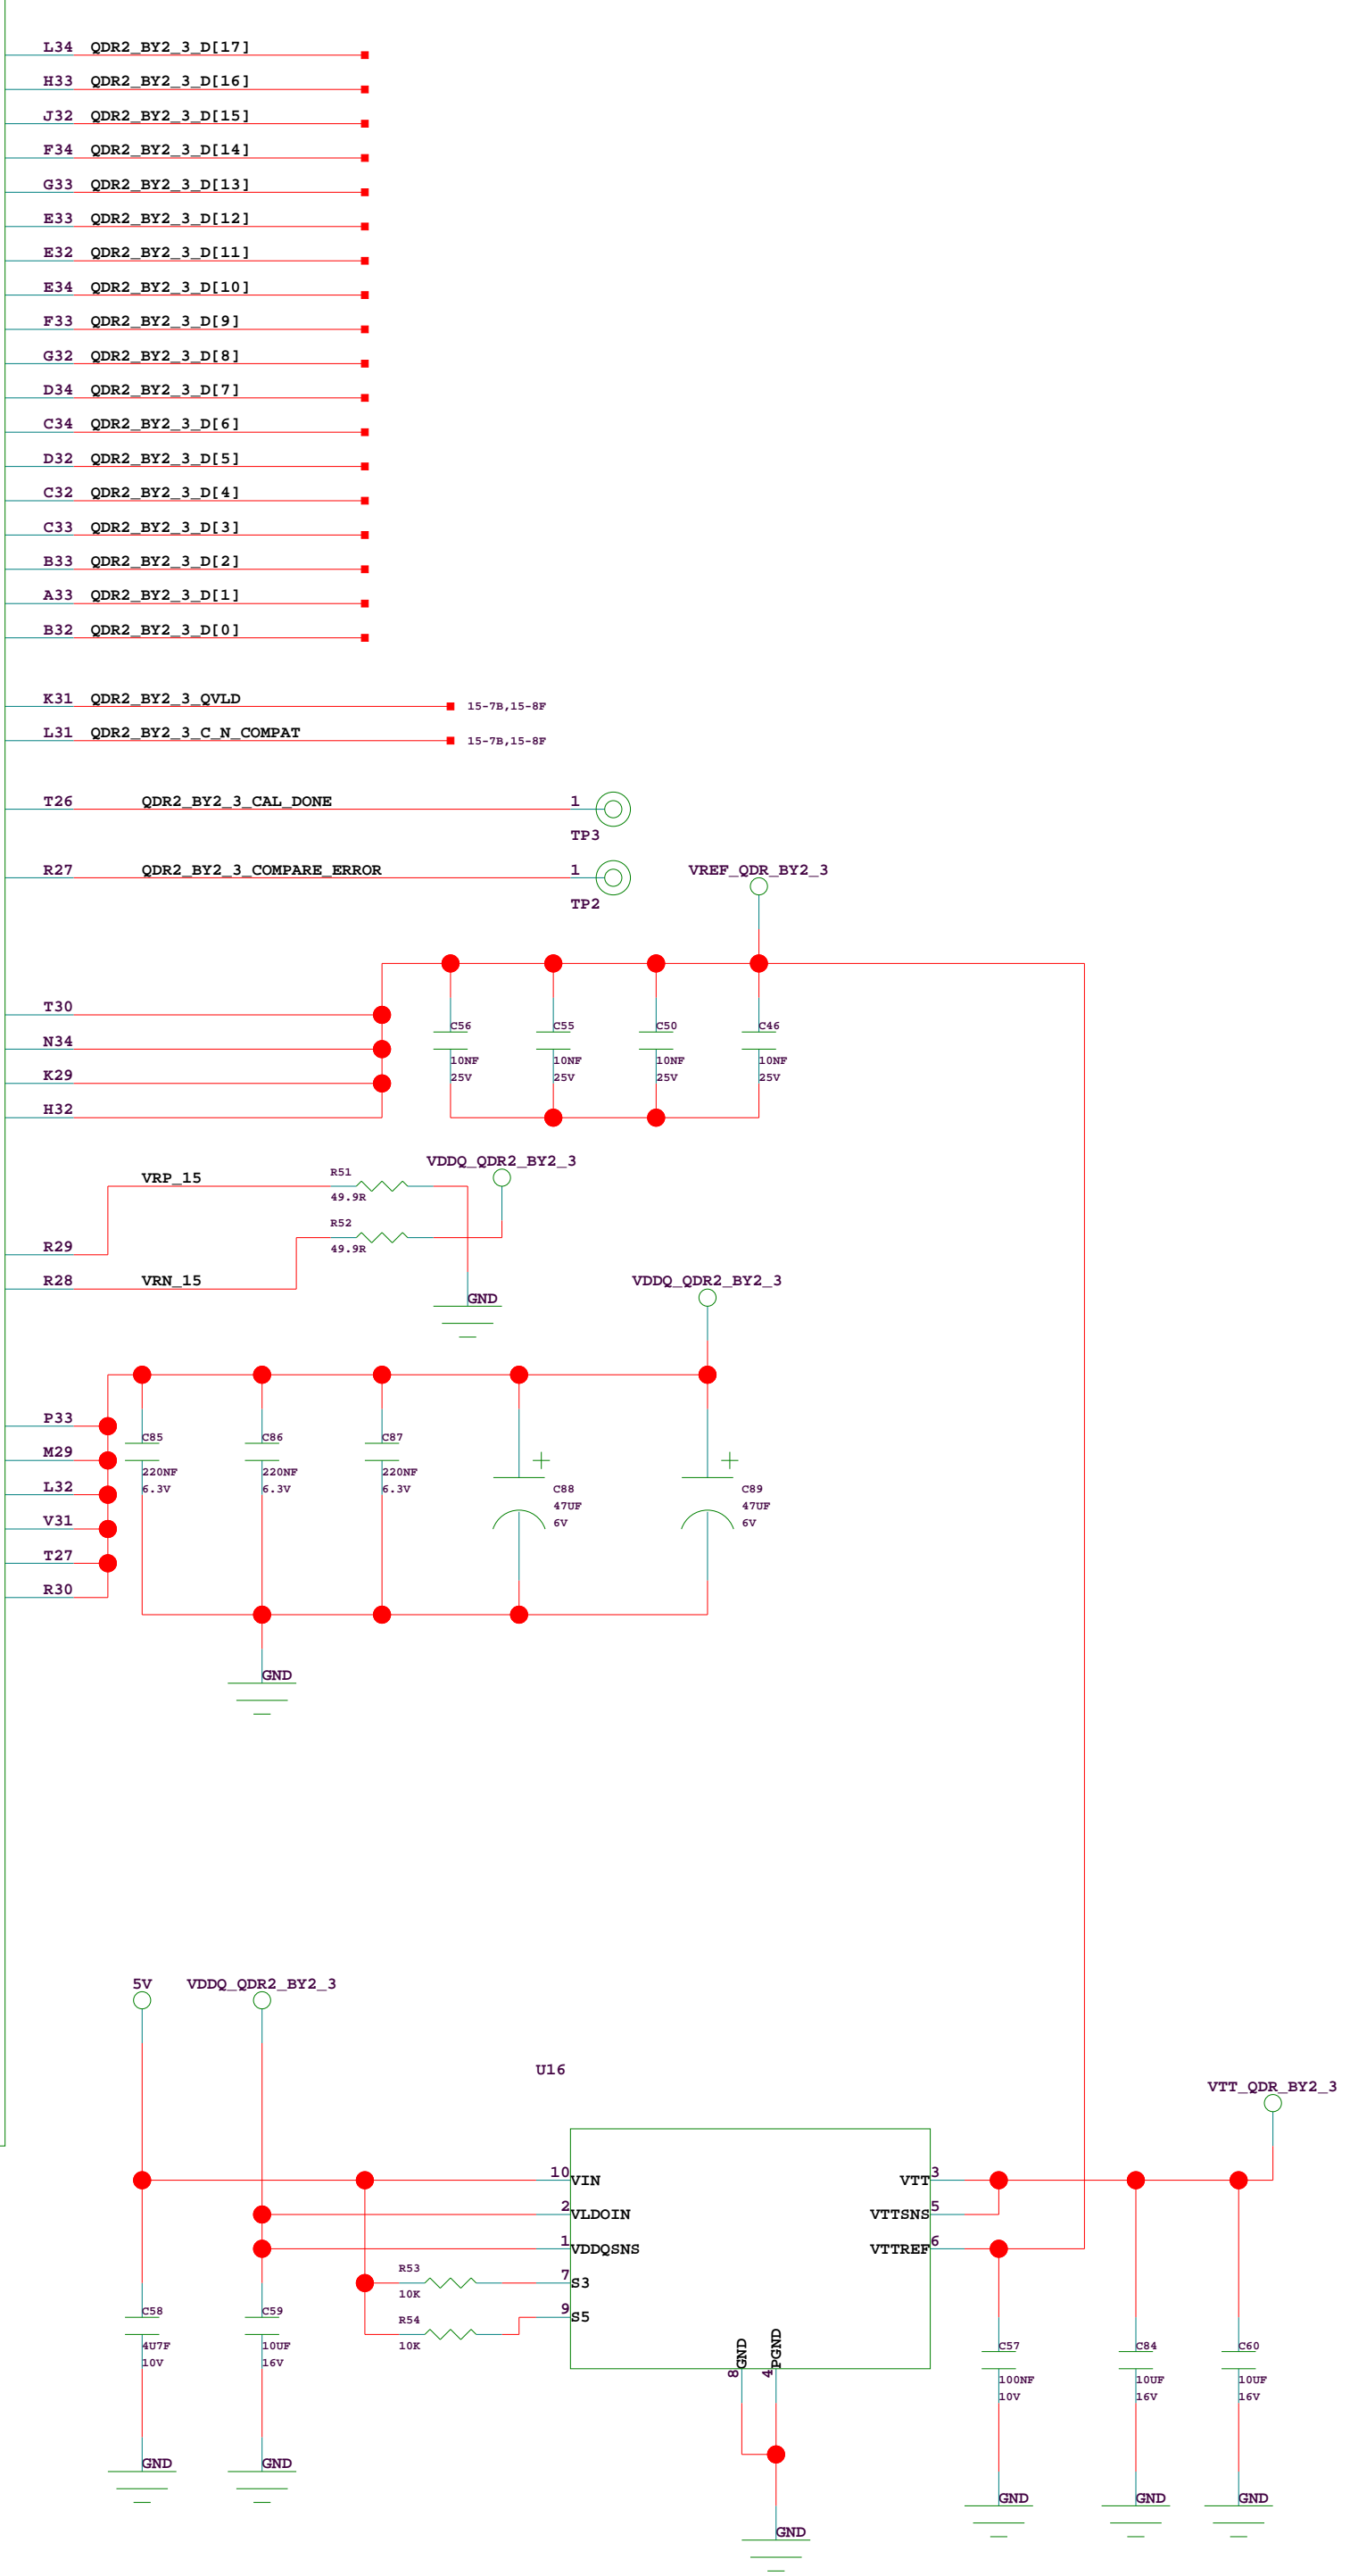 L34 QDR2_BY2_3_D[17]
H33 QDR2_BY2_3_D[16]
J32 QDR2_BY2_3_D[15]
F34 QDR2_BY2_3_D[14]
G33 QDR2_BY2_3_D[13]
E33 QDR2_BY2_3_D[12]
E32 QDR2_BY2_3_D[11]
E34 QDR2_BY2_3_D[10]
F33 QDR2_BY2_3_D[9]
G32 QDR2_BY2_3_D[8]
D34 QDR2_BY2_3_D[7]
C34 QDR2_BY2_3_D[6]
D32 QDR2_BY2_3_D[5]
C32 QDR2_BY2_3_D[4]
C33 QDR2_BY2_3_D[3]
B33 QDR2_BY2_3_D[2]
A33 QDR2_BY2_3_D[1]
B32 QDR2_BY2_3_D[0]
K31 QDR2_BY2_3_QVLD 15-7B,15-8F
L31 QDR2_BY2_3_C_N_COMPAT 15-7B,15-8F
T26 QDR2_BY2_3_CAL_DONE 1
TP3
R27 QDR2_BY2_3_COMPARE_ERROR 1 VREF_QDR_BY2_3
TP2
T30 C56 C55 C50 C46
N34
10NF 10NF 10NF 10NF
K29 25V 25V 25V 25V
H32
VDDQ_QDR2_BY2_3
VRP_15 R51
49.9R
R52
R29 49.9R
R28 VRN_15 VDDQ_QDR2_BY2_3
GND
P33
C85 C86 C87
M29
220NF 220NF 220NF
6.3V 6.3V 6.3V C88 C89
L32 47UF 47UF
V31 6V 6V
T27
R30
GND
5V VDDQ_QDR2_BY2_3
U16
VTT_QDR_BY2_3
10 VIN VTT 3
2 VLDOIN VTTSNS 5
1 VDDQSNS VTTREF 6
R53 7 S3
10K
C58 C59 R54 9 S5
4U7F 10UF 10K GND PGND C57 C84 C60
10V 16V 8 4 100NF 10UF 10UF
10V 16V 16V
GND GND
GND GND GND
GND